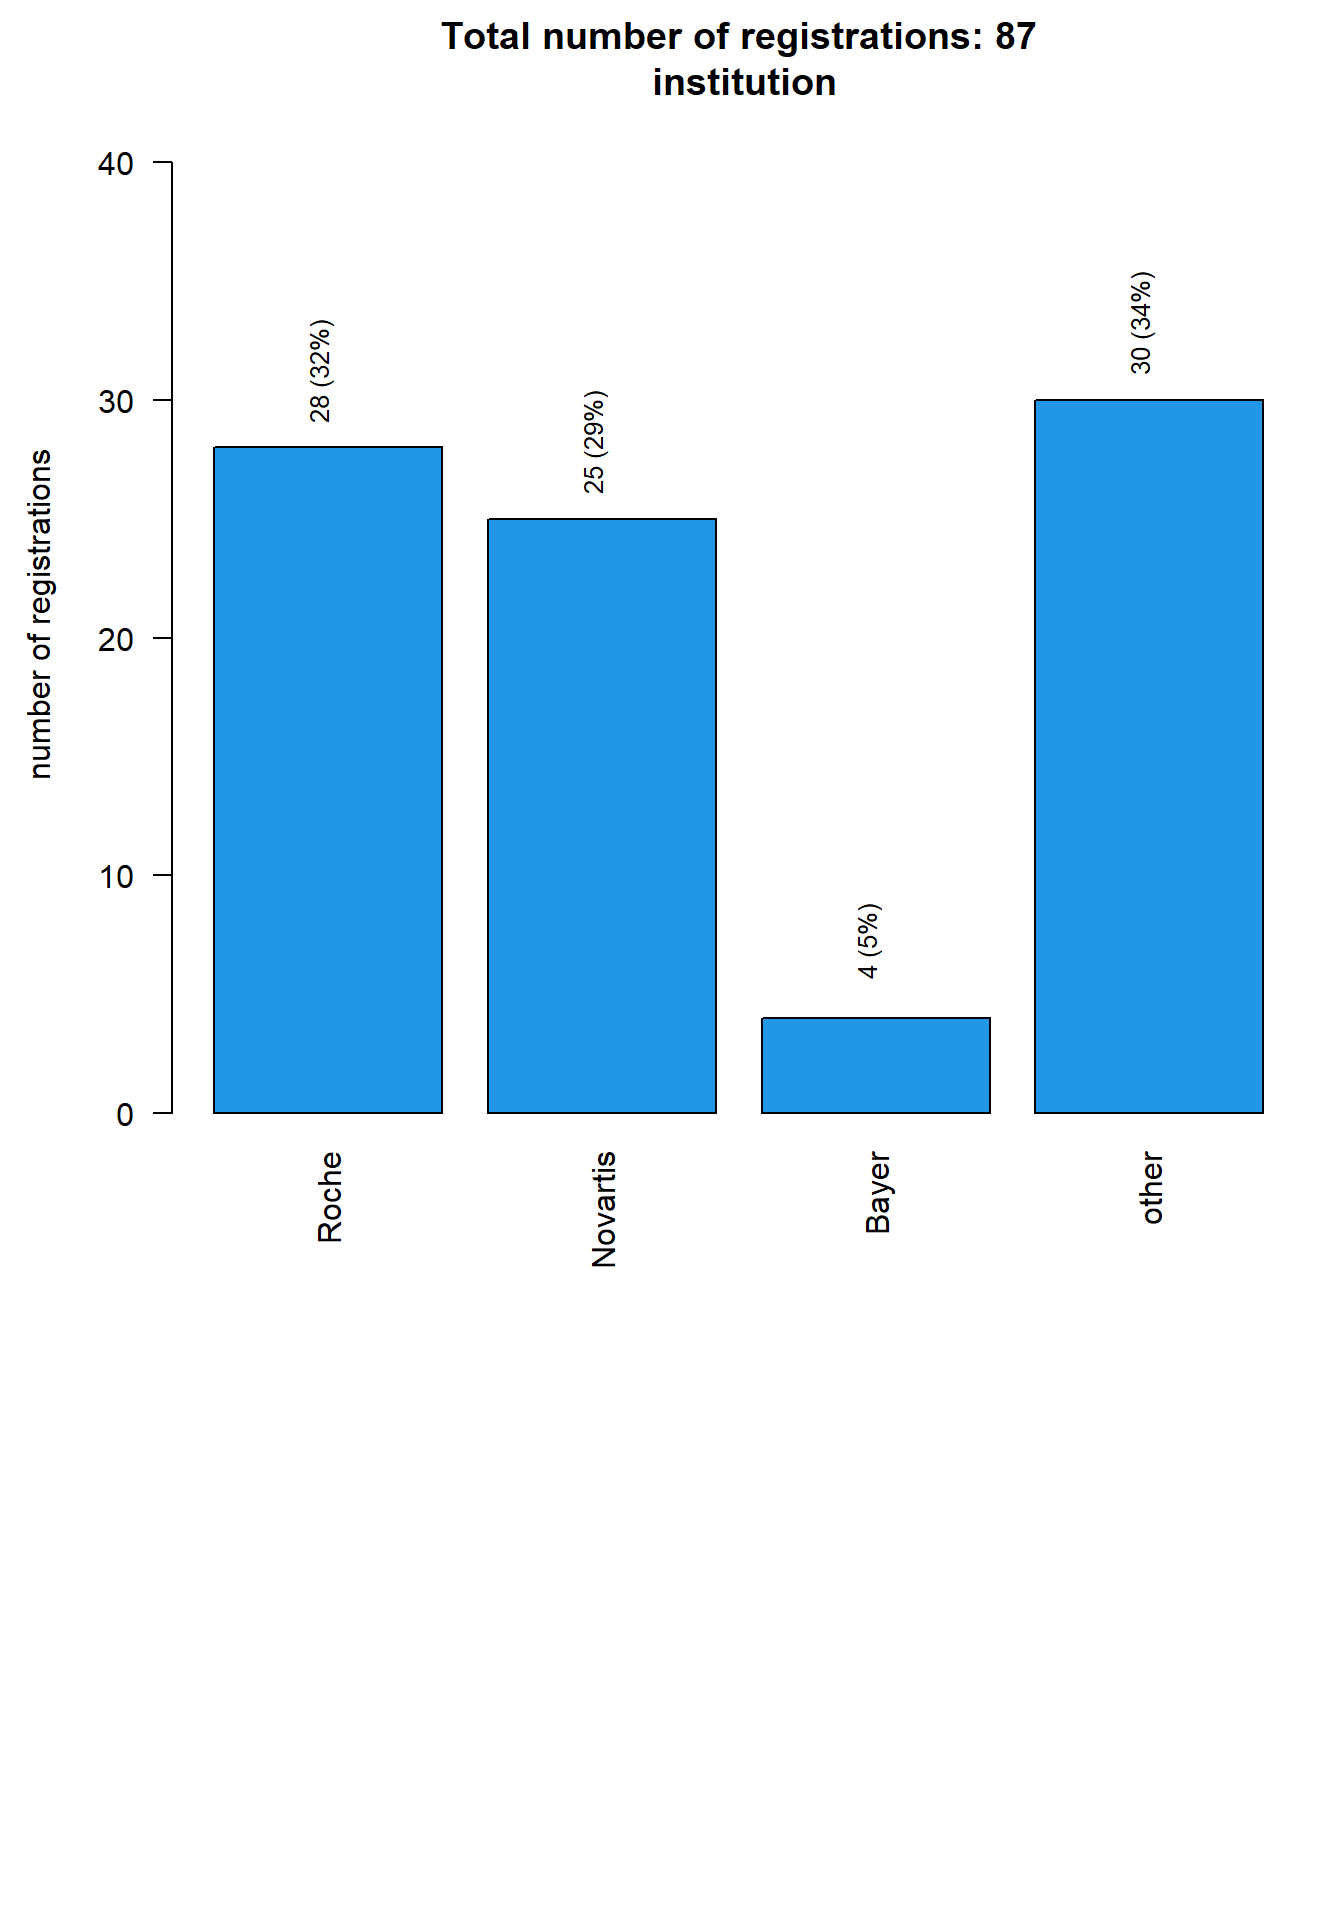 Total number of registrations: 87
institution
number of registrations
40
30
20
10
0
28 (32%)
25 (29%)
4 (5%)
30 (34%)
Roche
Novartis
Bayer
other